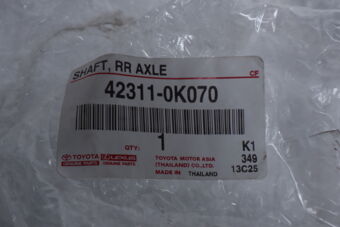 SHAFT, RR AXLE CF
42311-0K070
QTY: 1 K1
TOYOTA LEXUS TOYOTA MOTOR ASIA 349
GENUINE PARTS GENUINE PARTS (THAILAND) CO.,LTD.
MADE IN THAILAND 13C25